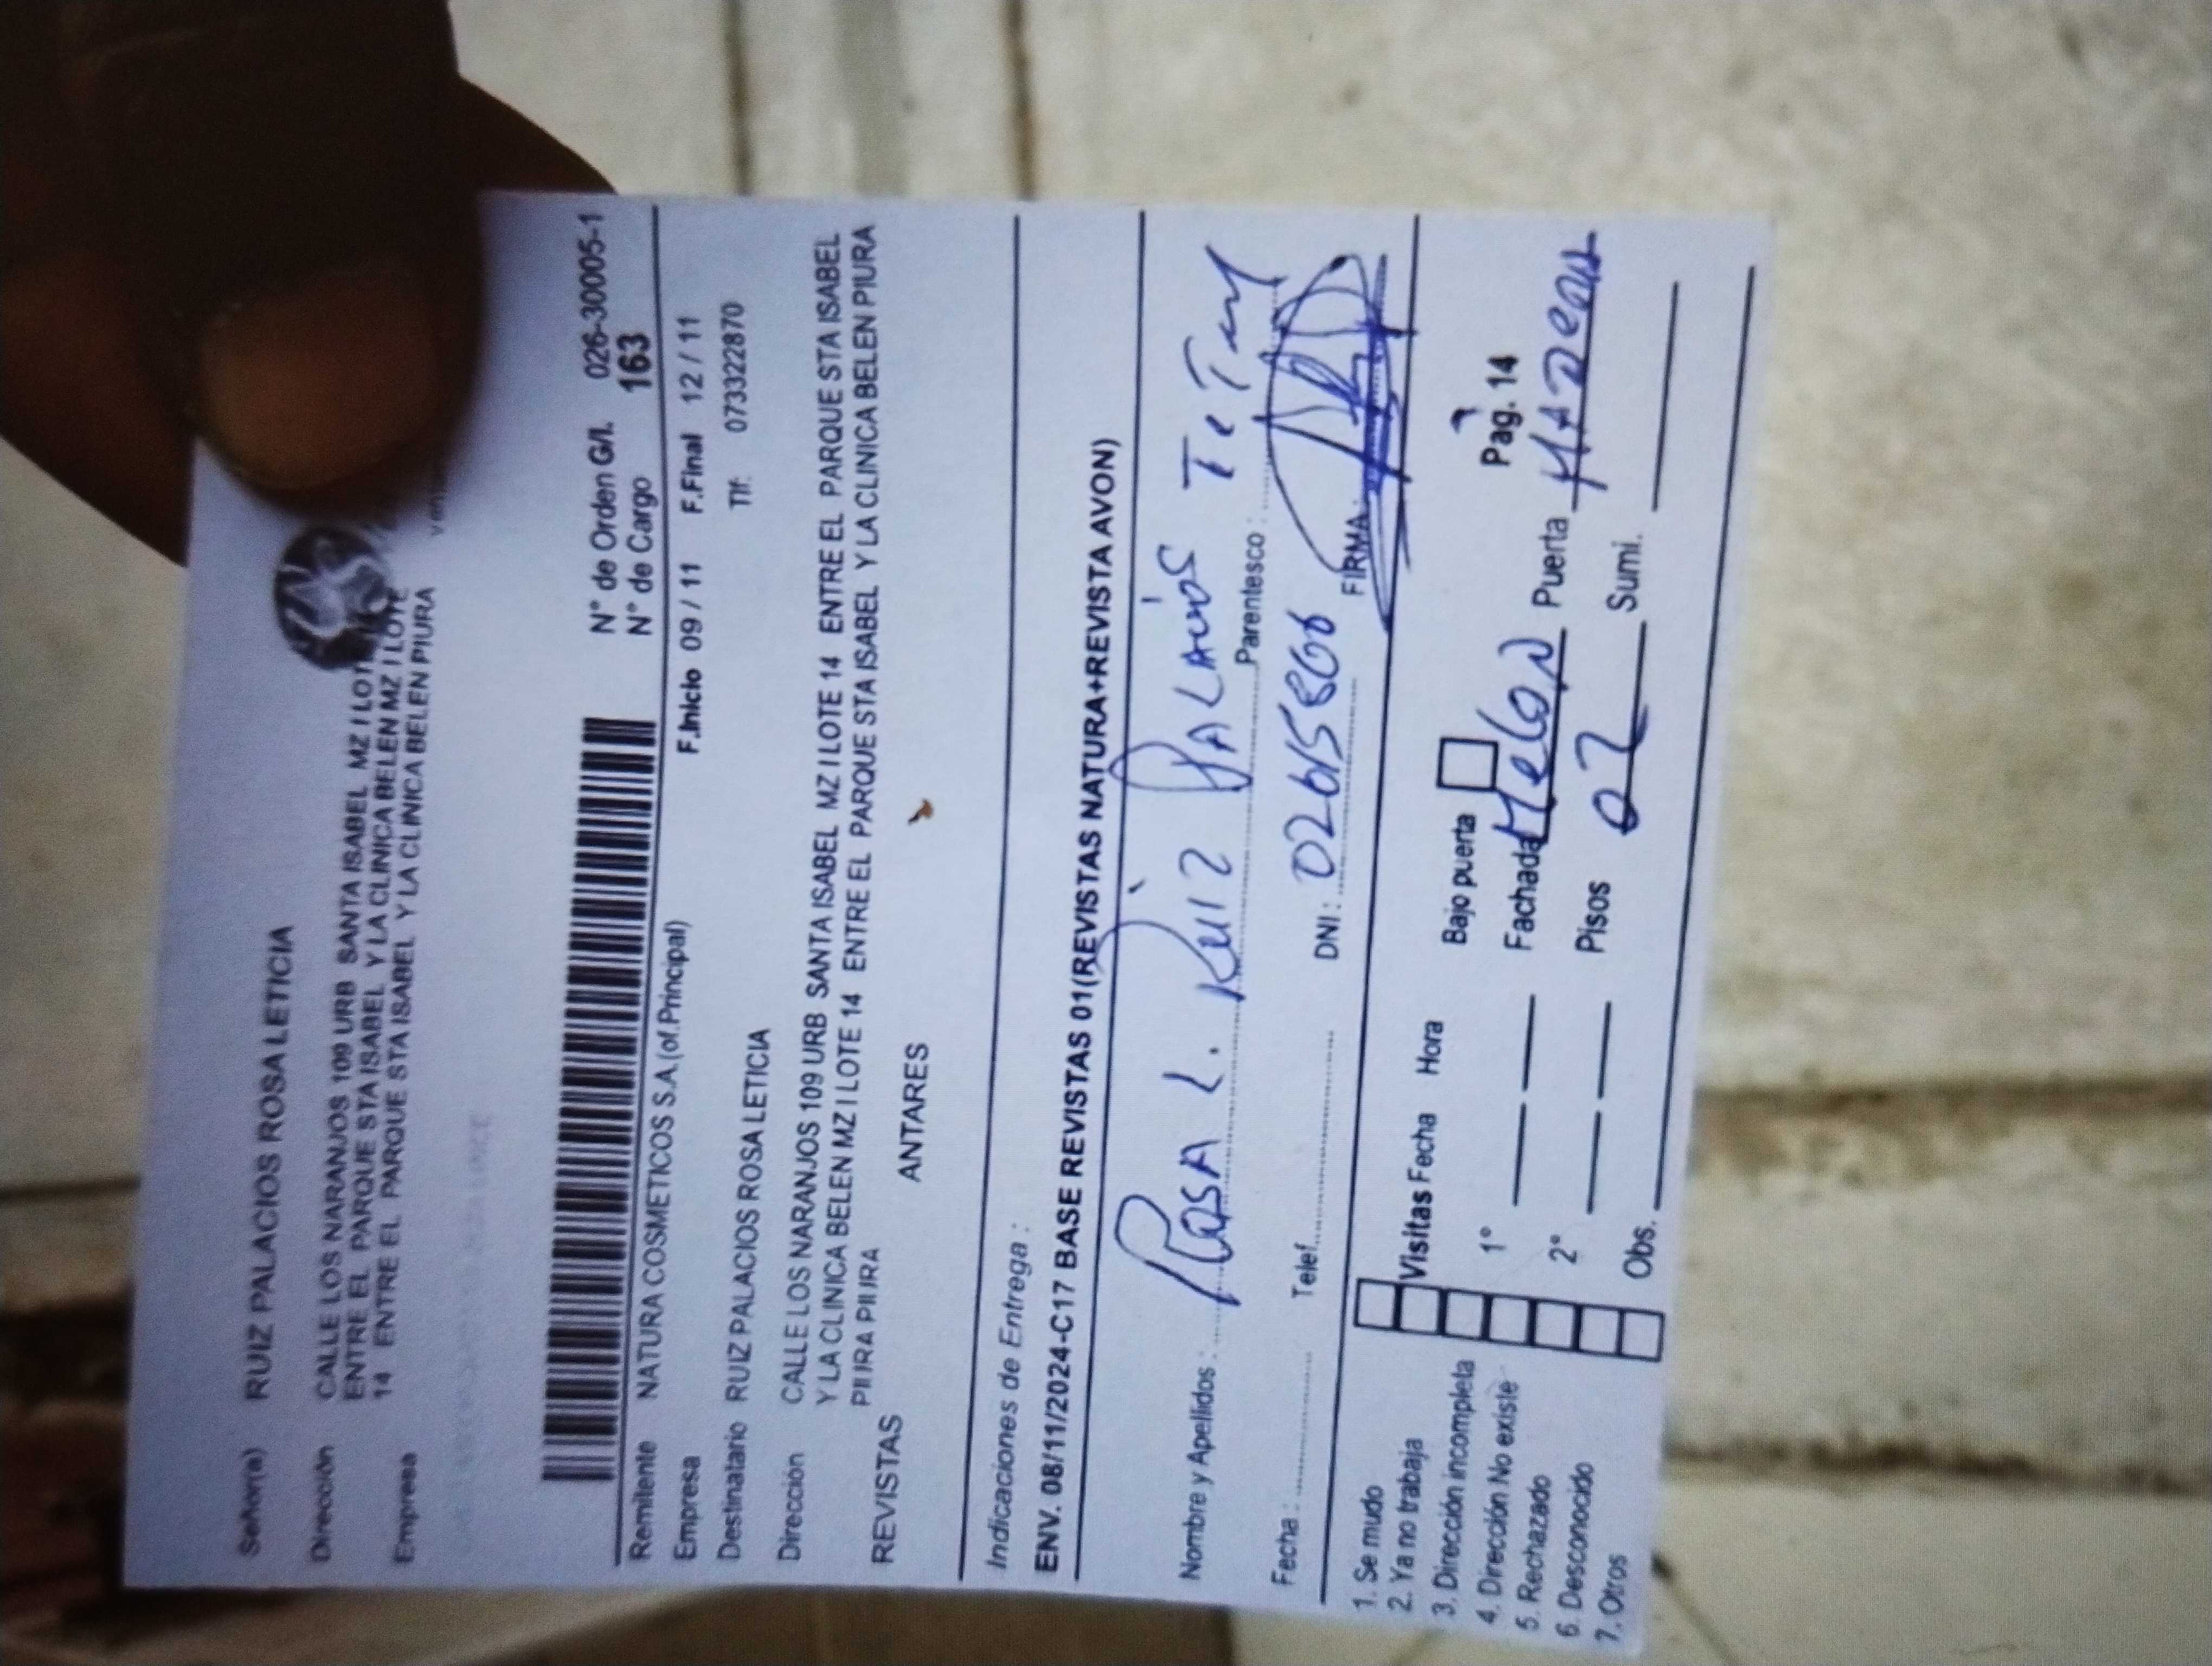 Señor(a) RUIZ PALACIOS ROSA LETICIA
Dirección CALLE LOS NARANJOS 109 URB SANTA ISABEL MZ I LOTE
ENTRE EL PARQUE STA ISABEL Y LA CLINICA BELEN MZ I LOTE
14 ENTRE EL PARQUE STA ISABEL Y LA CLINICA BELEN PIURA
Empresa
N° de Orden G/L 026-30005-1
N° de Cargo 163
Remitente NATURA COSMETICOS S.A.(of.Principal)
F.Inicio 09 / 11 F.Final 12 / 11
Empresa
Destinatario RUIZ PALACIOS ROSA LETICIA
Tlf: 073322870
Dirección CALLE LOS NARANJOS 109 URB SANTA ISABEL MZ I LOTE 14 ENTRE EL PARQUE STA ISABEL
Y LA CLINICA BELEN MZ I LOTE 14 ENTRE EL PARQUE STA ISABEL Y LA CLINICA BELEN PIURA
PIURA PIURA
REVISTAS ANTARES
Indicaciones de Entrega :
ENV. 08/11/2024-C17 BASE REVISTAS 01(REVISTAS NATURA+REVISTA AVON)
Nombre y Apellidos : Rosa L. Ruiz Palacios Parentesco :
Fecha : Telef. DNI : 02615806 FIRMA:
1. Se mudo
2. Ya no trabaja
3. Dirección incompleta
4. Dirección No existe
5. Rechazado
6. Desconocido
7. Otros
Visitas Fecha Hora Bajo puerta Pag. 14
1° Fachada Melon Puerta Madera
2° Pisos 02 Sumi.
Obs.